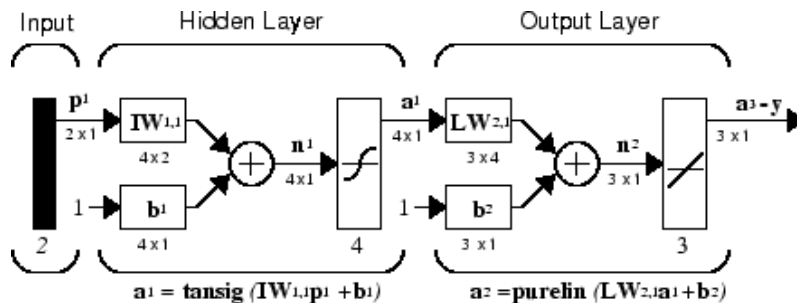 Input Hidden Layer Output Layer
p1 a1 a3 - y
IW1,1 LW2,1
2 x 1 4 x 1 3 x 1
4 x 2 n1 3 x 4 n2
+ +
4 x 1 3 x 1
1 b1 1 b2
2 4 x 1 4 3 x 1 3
a1 = tansig (IW1,1p1 + b1) a2 = purelin (LW2,1a1 + b2)